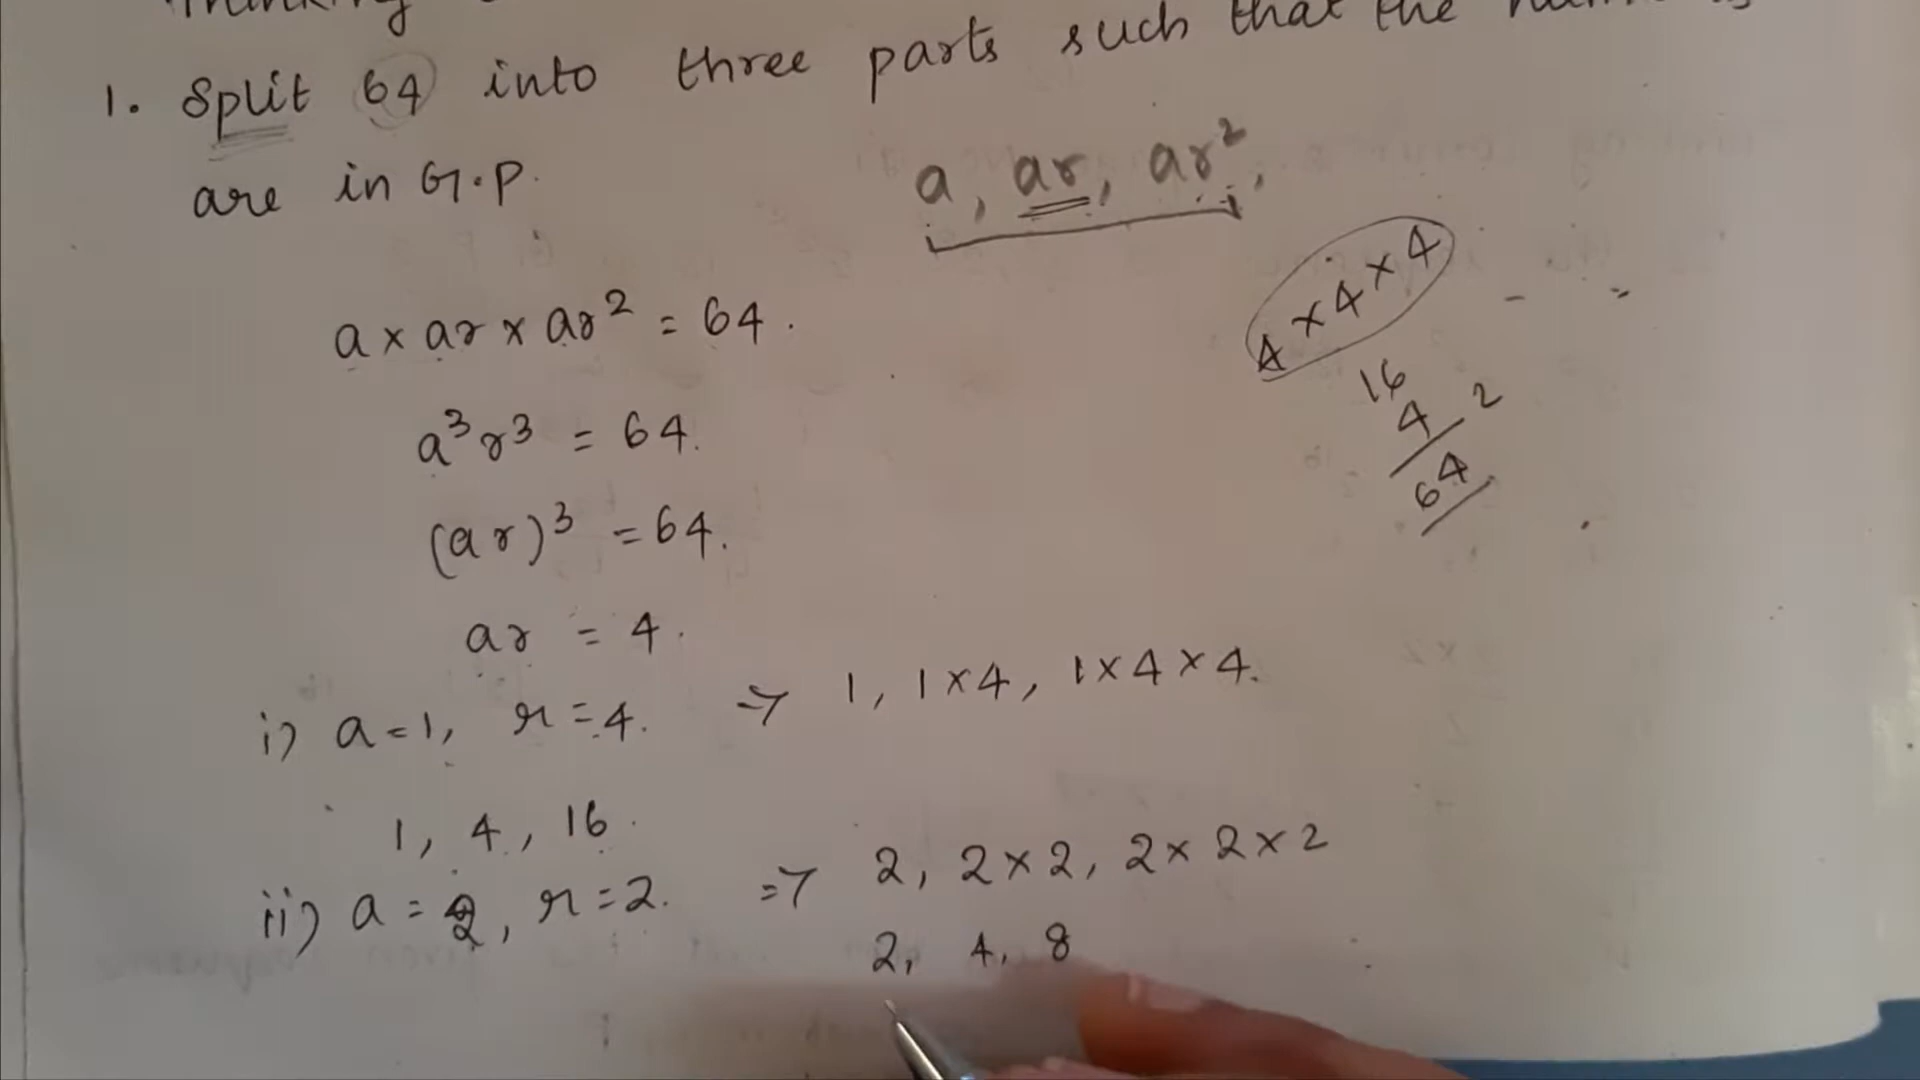 Thinking
1. Split 64 into three parts such that the
are in G.P.
a, ar, ar²,
4 × 4 × 4
16
4 2
64
a × ar × ar² = 64.
a³r³ = 64.
(ar)³ = 64.
ar = 4.
i) a = 1, r = 4. ⇒ 1, 1×4, 1×4×4.
1, 4, 16.
ii) a = 2, r = 2. ⇒ 2, 2×2, 2×2×2
2, 4, 8